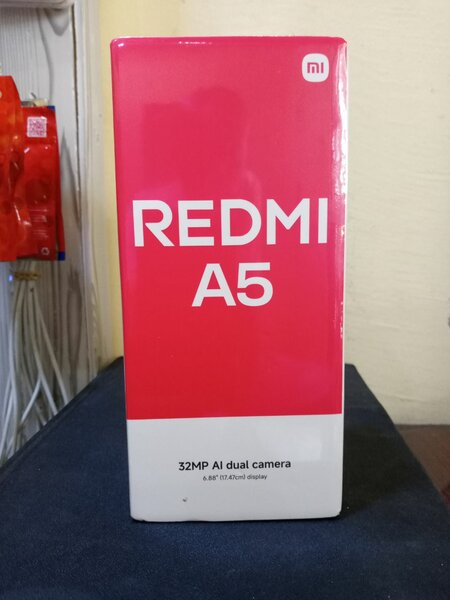 mi
REDMI
A5
32MP AI dual camera
6.88" (17.47cm) display